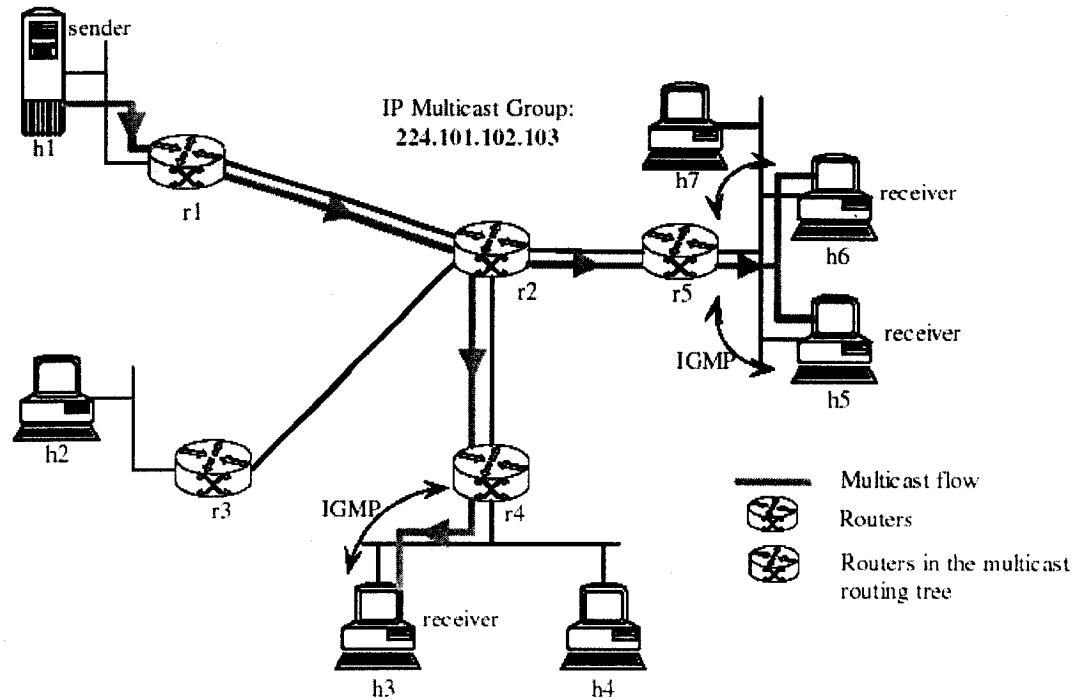 sender
h1
IP Multicast Group:
224.101.102.103
r1
h7
receiver
h6
r2
r5
receiver
IGMP
h5
h2
r3
IGMP
r4
receiver
h3
h4
Multicast flow
Routers
Routers in the multicast
routing tree